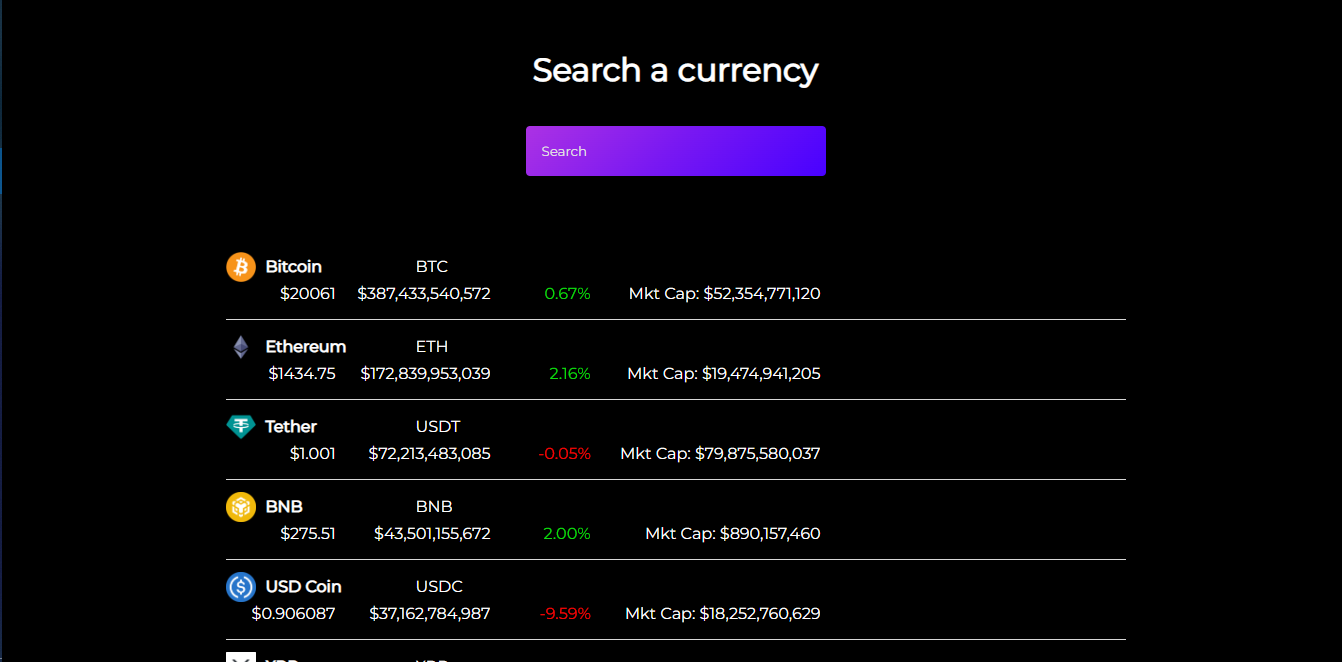 Search a currency
Search
Bitcoin BTC
$20061 $387,433,540,572 0.67% Mkt Cap: $52,354,771,120
Ethereum ETH
$1434.75 $172,839,953,039 2.16% Mkt Cap: $19,474,941,205
Tether USDT
$1.001 $72,213,483,085 -0.05% Mkt Cap: $79,875,580,037
BNB BNB
$275.51 $43,501,155,672 2.00% Mkt Cap: $890,157,460
USD Coin USDC
$0.906087 $37,162,784,987 -9.59% Mkt Cap: $18,252,760,629
XRP XRP